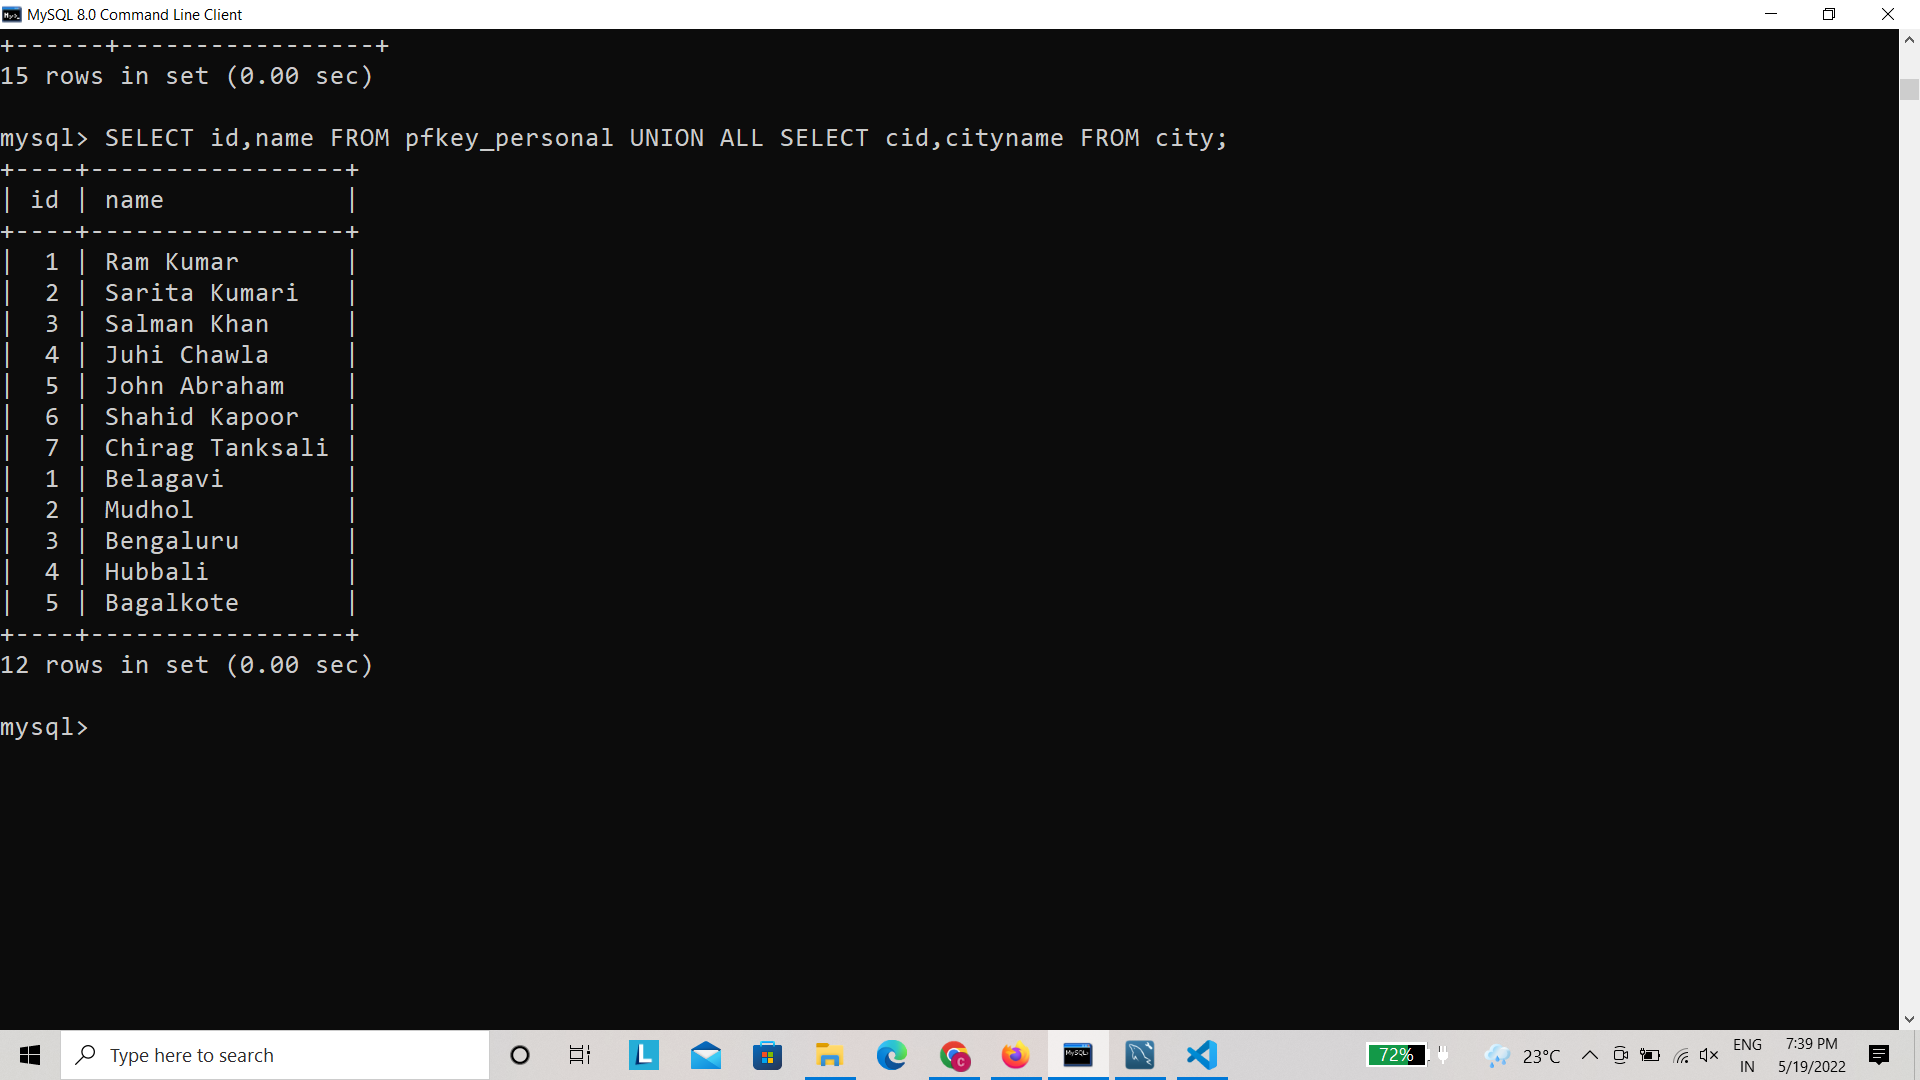 MySQL 8.0 Command Line Client
+------+-----------------+
15 rows in set (0.00 sec)
mysql> SELECT id,name FROM pfkey_personal UNION ALL SELECT cid,cityname FROM city;
+----+-----------------+
| id | name            |
+----+-----------------+
|  1 | Ram Kumar       |
|  2 | Sarita Kumari   |
|  3 | Salman Khan     |
|  4 | Juhi Chawla     |
|  5 | John Abraham    |
|  6 | Shahid Kapoor   |
|  7 | Chirag Tanksali |
|  1 | Belagavi        |
|  2 | Mudhol          |
|  3 | Bengaluru       |
|  4 | Hubbali         |
|  5 | Bagalkote       |
+----+-----------------+
12 rows in set (0.00 sec)
mysql>
Type here to search
L
C
MySQL
72%
23°C
ENG
IN
7:39 PM
5/19/2022